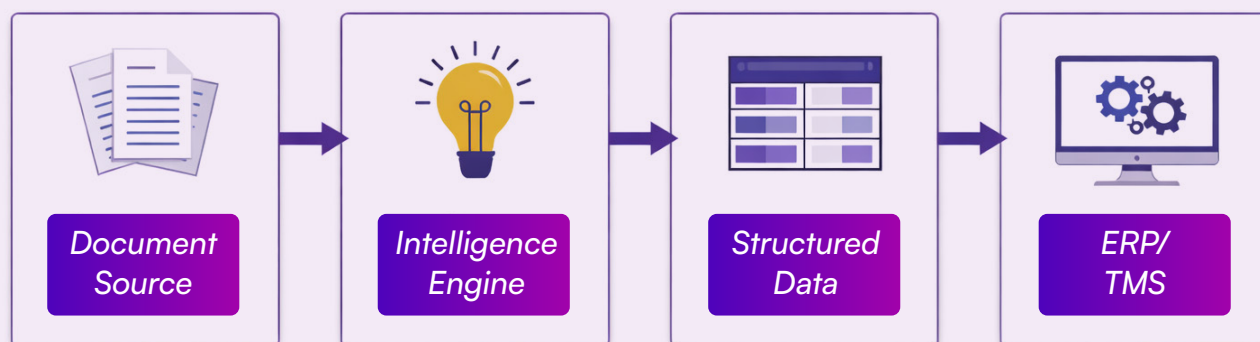 Document
Source
Intelligence
Engine
Structured
Data
ERP/
TMS